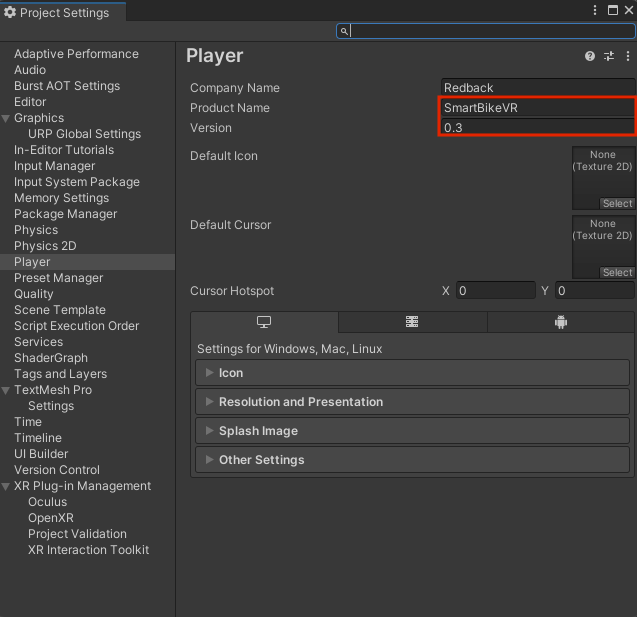 Project Settings
Adaptive Performance
Audio
Burst AOT Settings
Editor
Graphics
URP Global Settings
In-Editor Tutorials
Input Manager
Input System Package
Memory Settings
Package Manager
Physics
Physics 2D
Player
Preset Manager
Quality
Scene Template
Script Execution Order
Services
ShaderGraph
Tags and Layers
TextMesh Pro
Settings
Time
Timeline
UI Builder
Version Control
XR Plug-in Management
Oculus
OpenXR
Project Validation
XR Interaction Toolkit
Player
Company Name Redback
Product Name SmartBikeVR
Version 0.3
Default Icon
None
(Texture 2D)
Select
Default Cursor
None
(Texture 2D)
Select
Cursor Hotspot X 0 Y 0
Settings for Windows, Mac, Linux
Icon
Resolution and Presentation
Splash Image
Other Settings